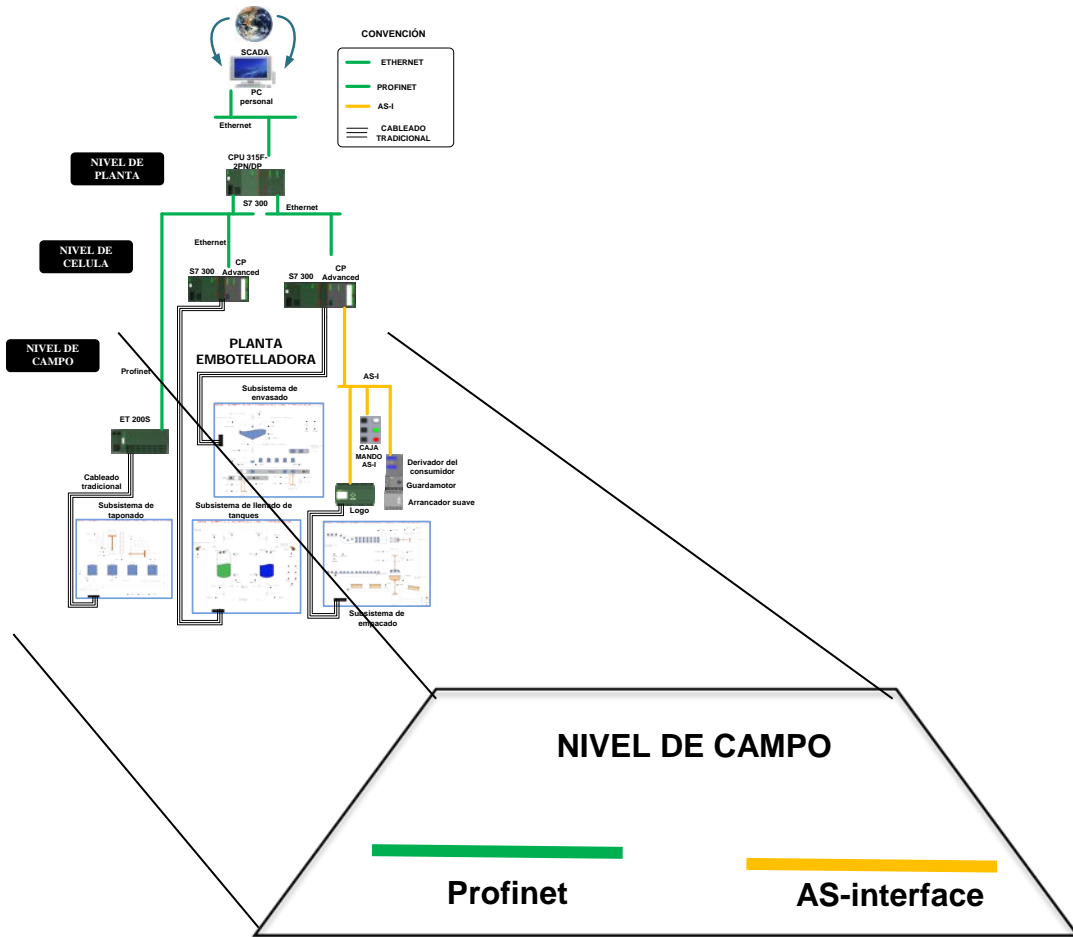 SCADA
PC
personal
Ethernet
CONVENCIÓN
ETHERNET
PROFINET
AS-I
CABLEADO
TRADICIONAL
NIVEL DE
PLANTA
CPU 315F-
2PN/DP
S7 300
Ethernet
NIVEL DE
CELULA
Ethernet
S7 300
CP
Advanced
S7 300
CP
Advanced
NIVEL DE
CAMPO
Profinet
PLANTA
EMBOTELLADORA
AS-I
Subsistema de
envasado
ET 200S
CAJA
MANDO
AS-I
Derivador del
consumidor
Guardamotor
Arrancador suave
Cableado
tradicional
Logo
Subsistema de
taponado
Subsistema de llenado de
tanques
Subsistema de
empacado
NIVEL DE CAMPO
Profinet
AS-interface